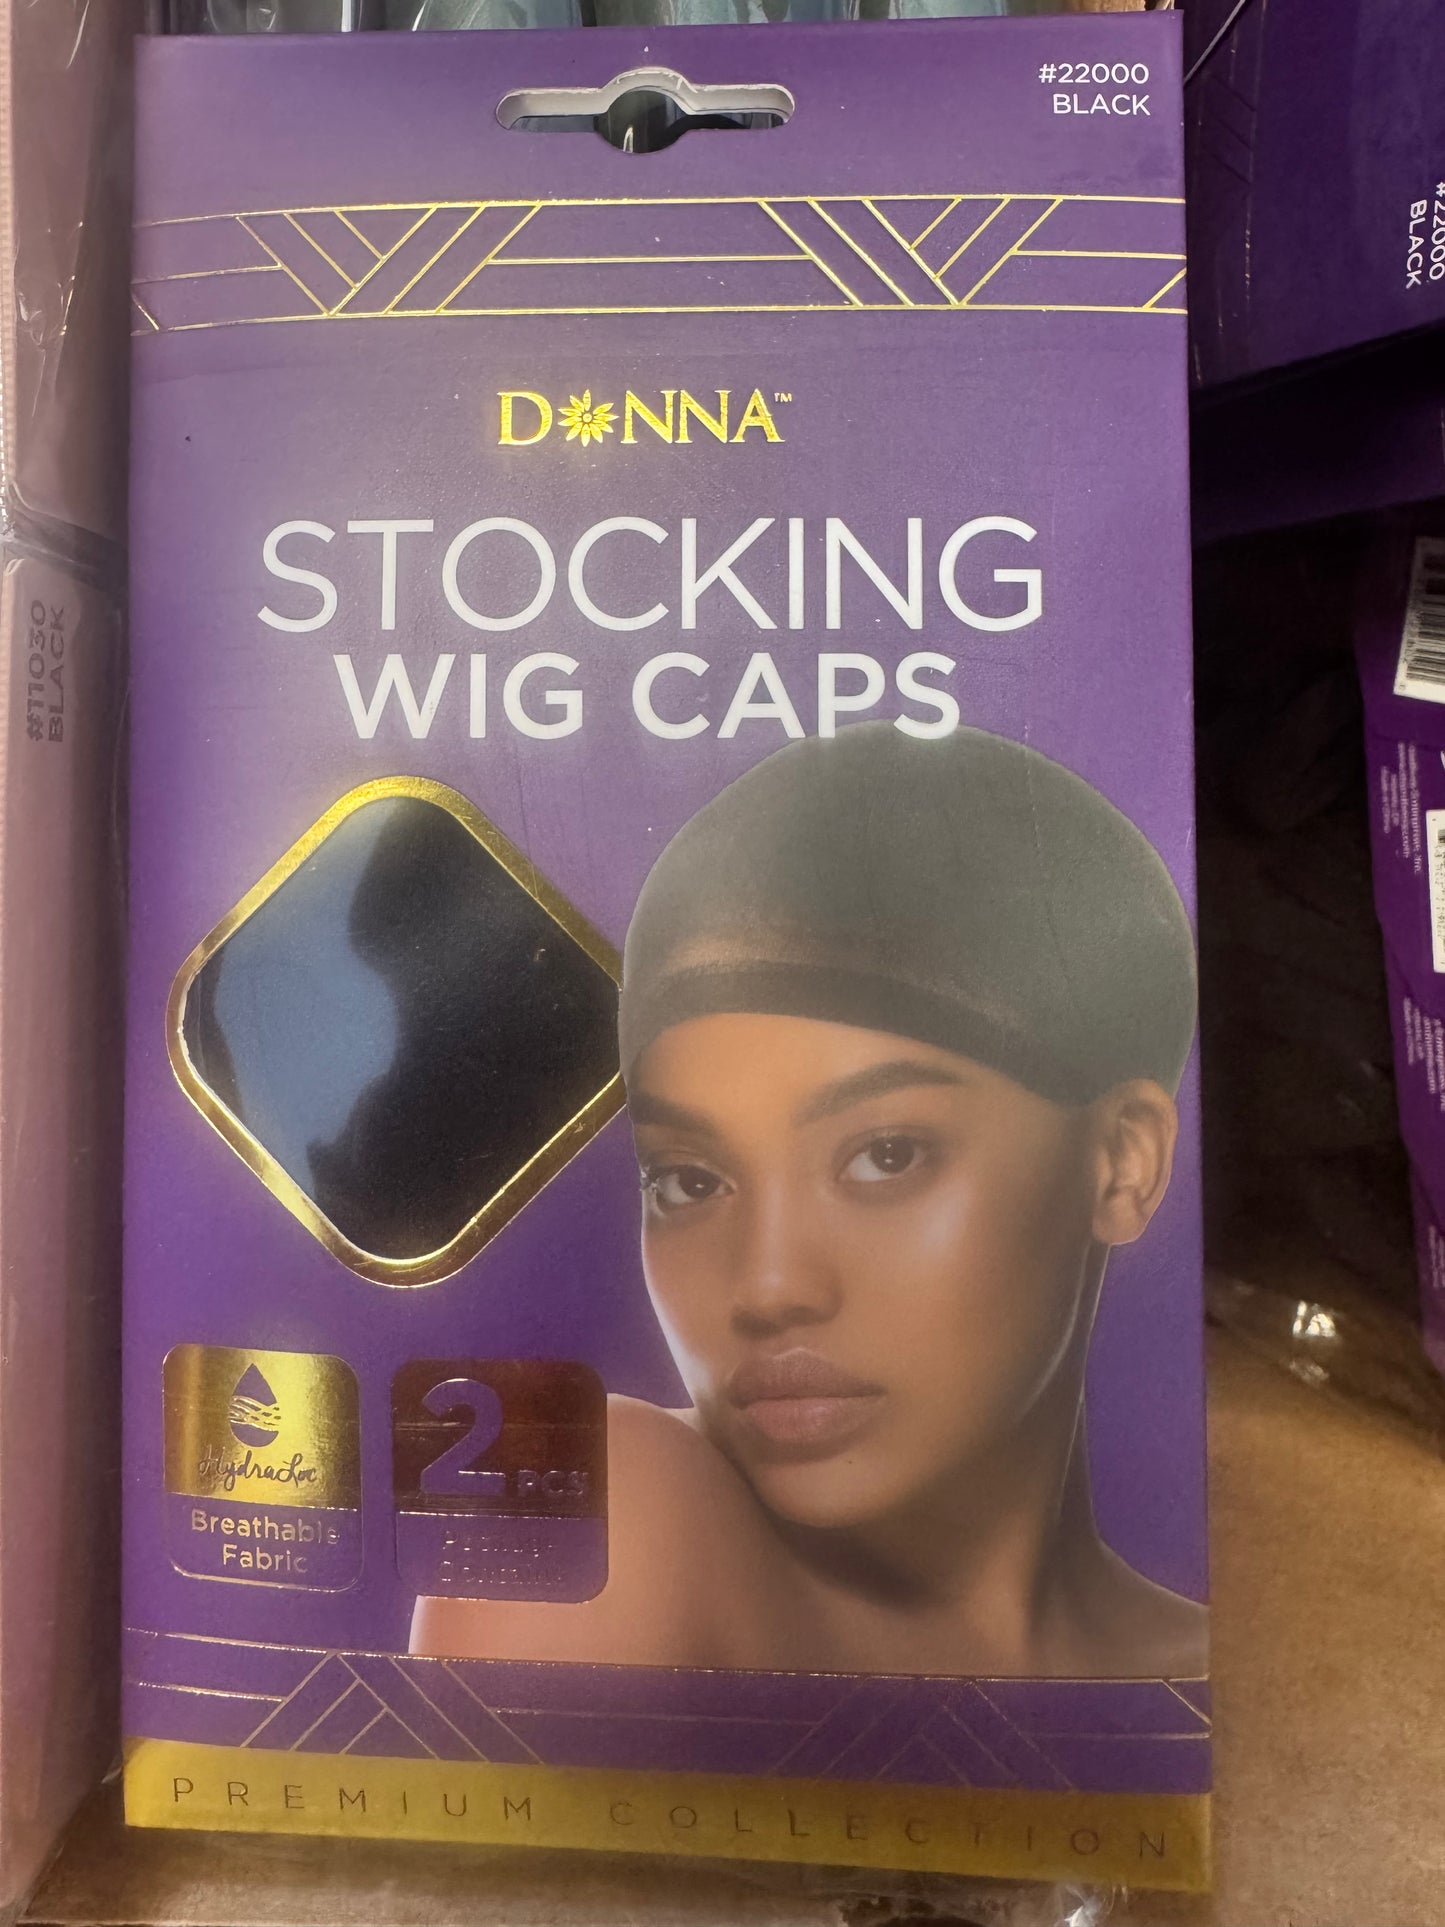 #22000
BLACK
DONNA™
STOCKING
WIG CAPS
HydraLoc
Breathable
Fabric
2 PCS
PREMIUM COLLECTION
#22000
BLACK
#11030
BLACK